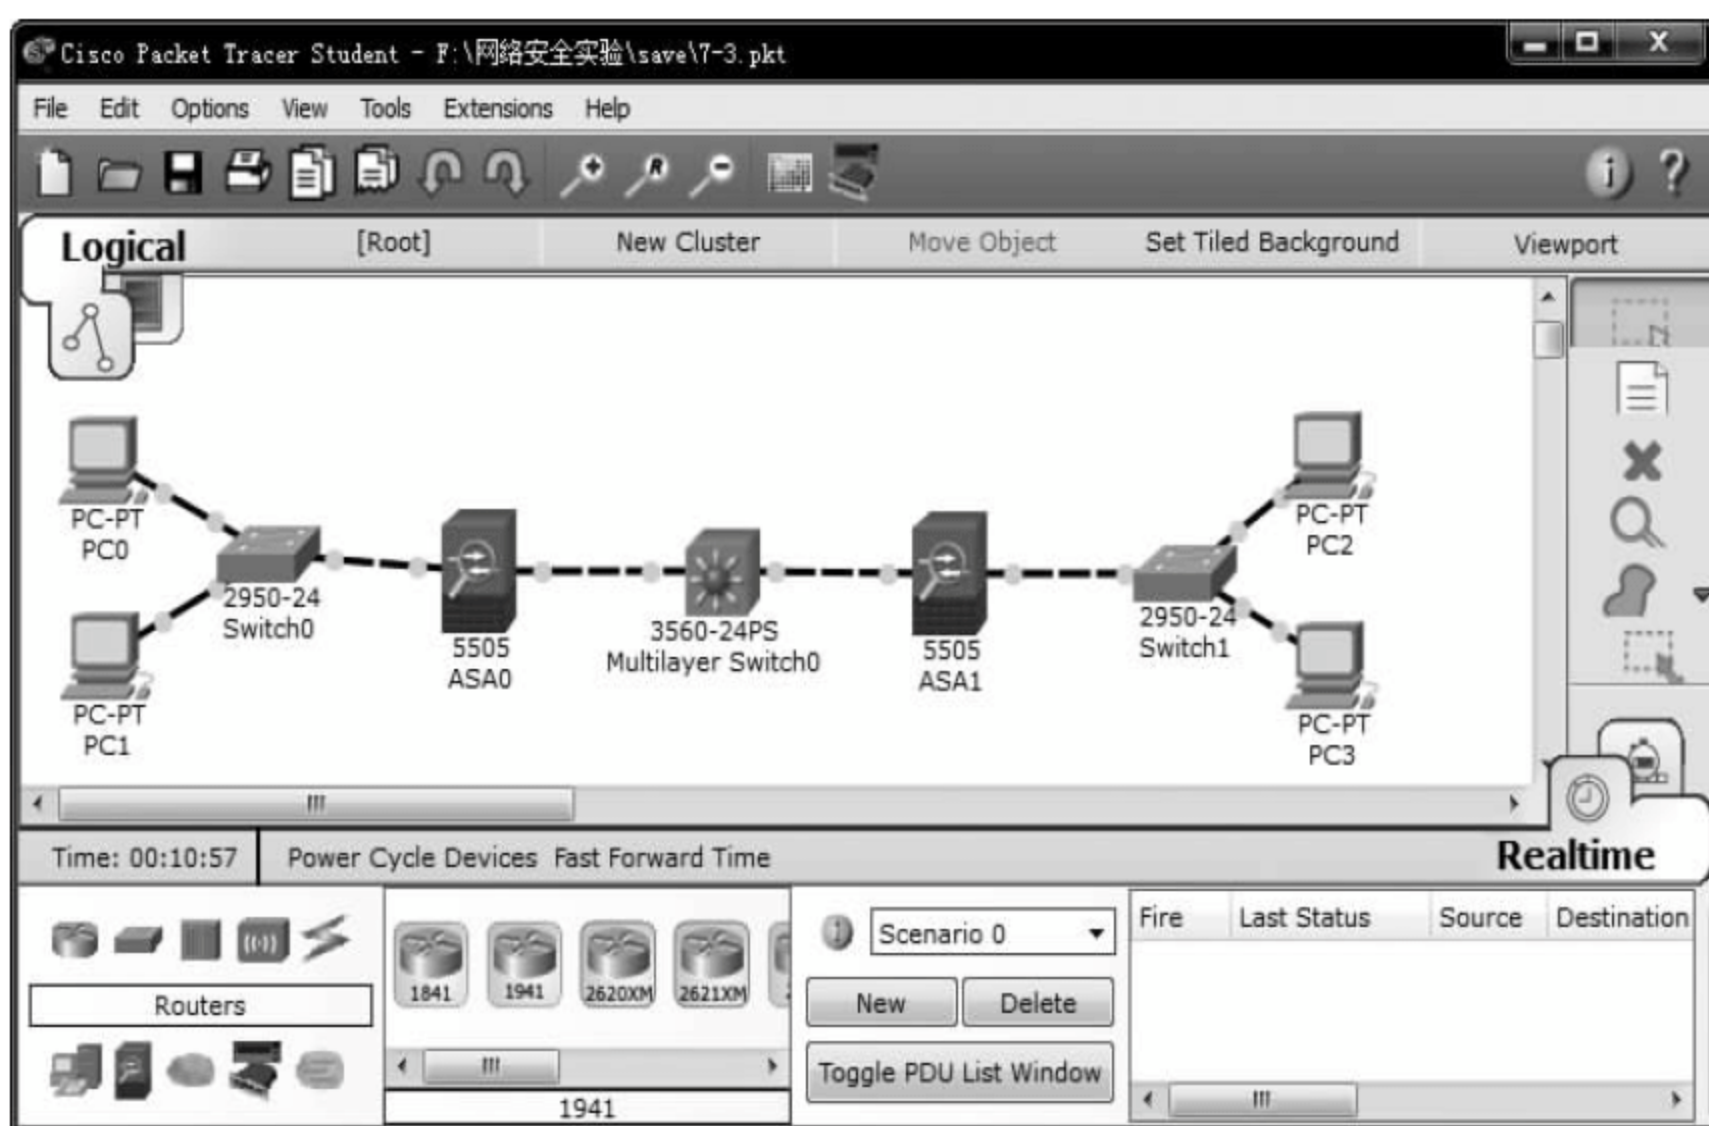 Cisco Packet Tracer Student - F:\网络安全实验\save\7-3.pkt
File Edit Options View Tools Extensions Help
Logical [Root] New Cluster Move Object Set Tiled Background Viewport
PC-PT
PC0
2950-24
Switch0
PC-PT
PC1
5505
ASA0
3560-24PS
Multilayer Switch0
5505
ASA1
2950-24
Switch1
PC-PT
PC2
PC-PT
PC3
Time: 00:10:57 Power Cycle Devices Fast Forward Time Realtime
Routers
1841 1941 2620XM 2621XM
1941
Scenario 0
New Delete
Toggle PDU List Window
Fire Last Status Source Destination